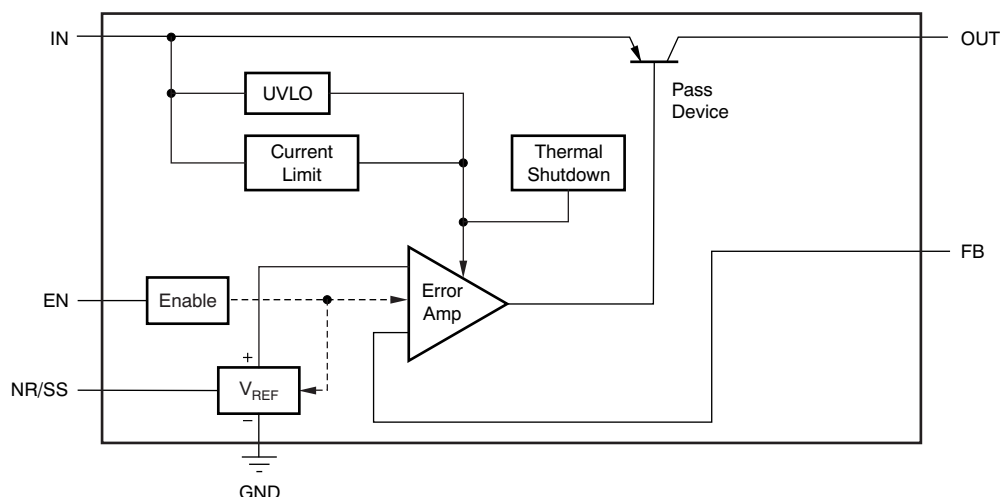 IN
OUT
UVLO
Pass
Device
Current
Limit
Thermal
Shutdown
FB
EN
Enable
Error
Amp
+
NR/SS
VREF
−
GND